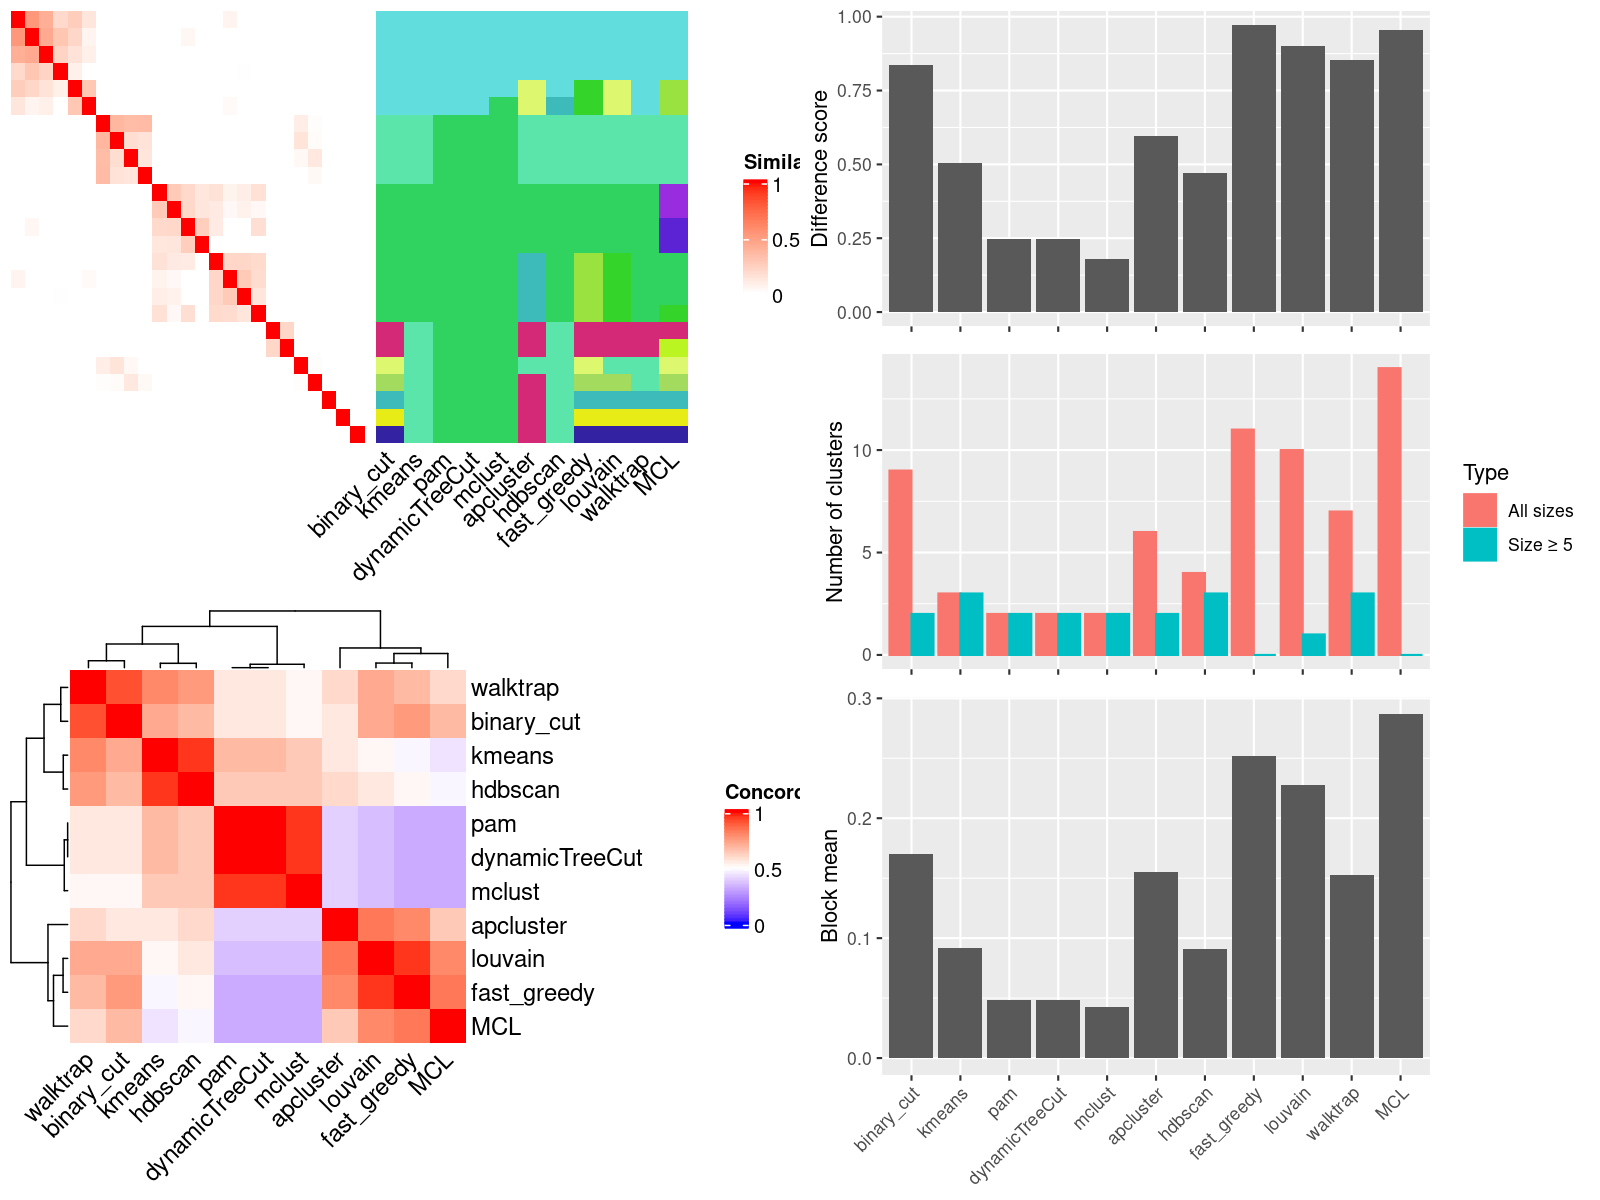 Simila
1
0.5
0
binary_cut
kmeans
pam
dynamicTreeCut
mclust
apcluster
hdbscan
fast_greedy
louvain
walktrap
MCL
walktrap
binary_cut
kmeans
hdbscan
pam
dynamicTreeCut
mclust
apcluster
louvain
fast_greedy
MCL
Concord
1
0.5
0
walktrap
binary_cut
kmeans
hdbscan
pam
dynamicTreeCut
mclust
apcluster
louvain
fast_greedy
MCL
Difference score
1.00
0.75
0.50
0.25
0.00
Number of clusters
10
5
0
Type
All sizes
Size ≥ 5
Block mean
0.3
0.2
0.1
0.0
binary_cut
kmeans
pam
dynamicTreeCut
mclust
apcluster
hdbscan
fast_greedy
louvain
walktrap
MCL